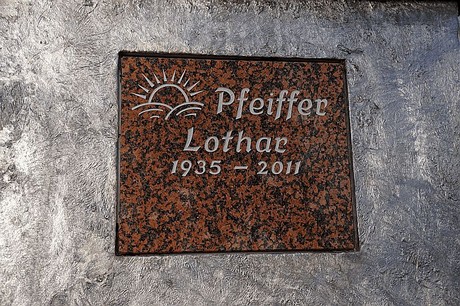 Pfeiffer
Lothar
1935 – 2011